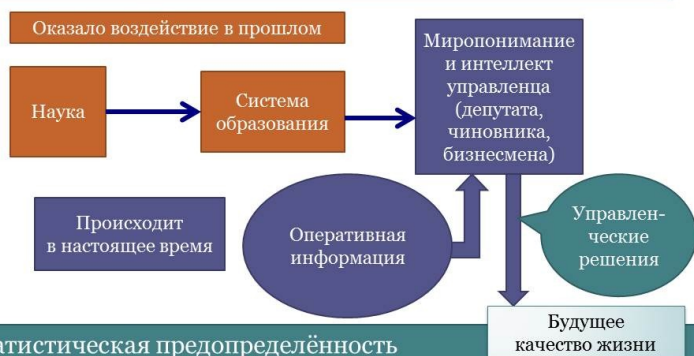 Оказало воздействие в прошлом
Миропонимание
и интеллект
управленца
(депутата,
чиновника,
бизнесмена)
Наука
Система
образования
Происходит
в настоящее время
Оперативная
информация
Управлен-
ческие
решения
Будущее
качество жизни
предопределённость